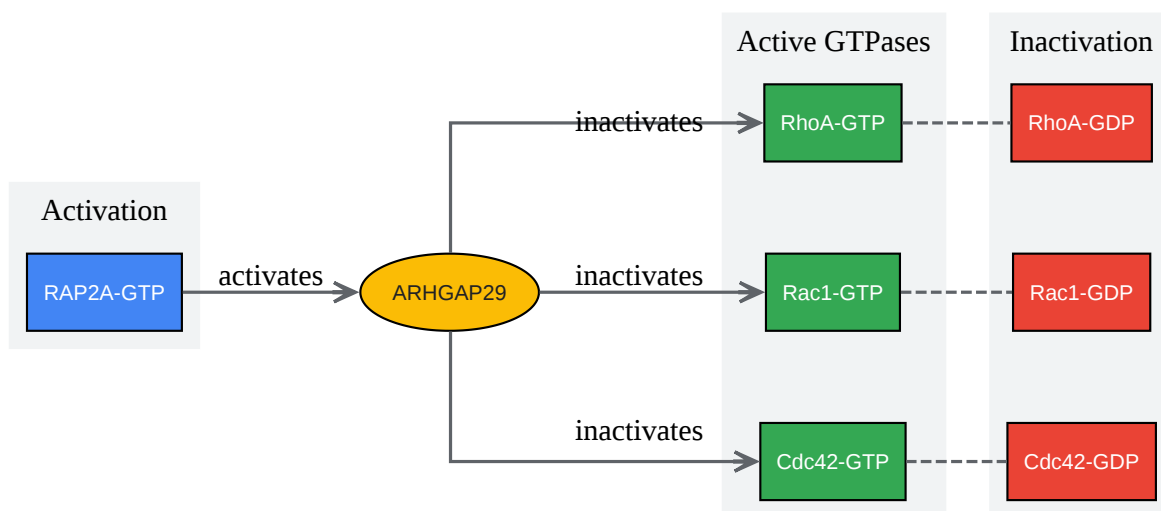 Active GTPases
Inactivation
inactivates
RhoA-GTP
RhoA-GDP
Activation
RAP2A-GTP
activates
ARHGAP29
inactivates
Rac1-GTP
Rac1-GDP
inactivates
Cdc42-GTP
Cdc42-GDP